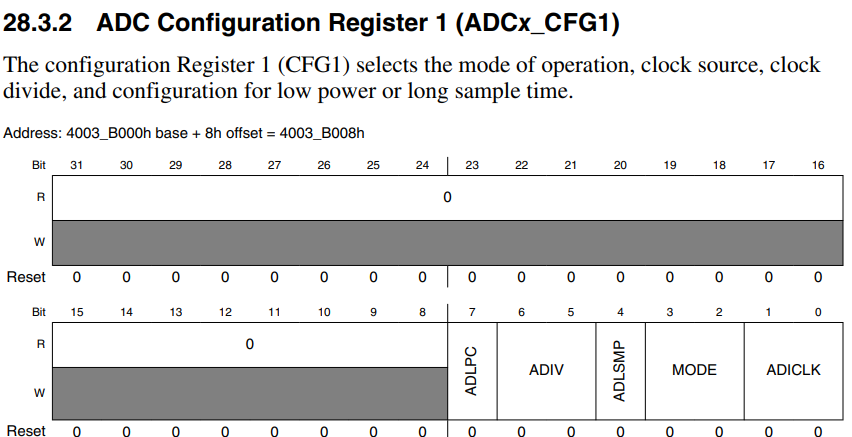 28.3.2 ADC Configuration Register 1 (ADCx_CFG1)
The configuration Register 1 (CFG1) selects the mode of operation, clock source, clock
divide, and configuration for low power or long sample time.
Address: 4003_B000h base + 8h offset = 4003_B008h
Bit 31 30 29 28 27 26 25 24 23 22 21 20 19 18 17 16
R 0
W
Reset 0 0 0 0 0 0 0 0 0 0 0 0 0 0 0 0
Bit 15 14 13 12 11 10 9 8 7 6 5 4 3 2 1 0
R 0 ADLPC ADIV ADLSMP MODE ADICLK
W
Reset 0 0 0 0 0 0 0 0 0 0 0 0 0 0 0 0